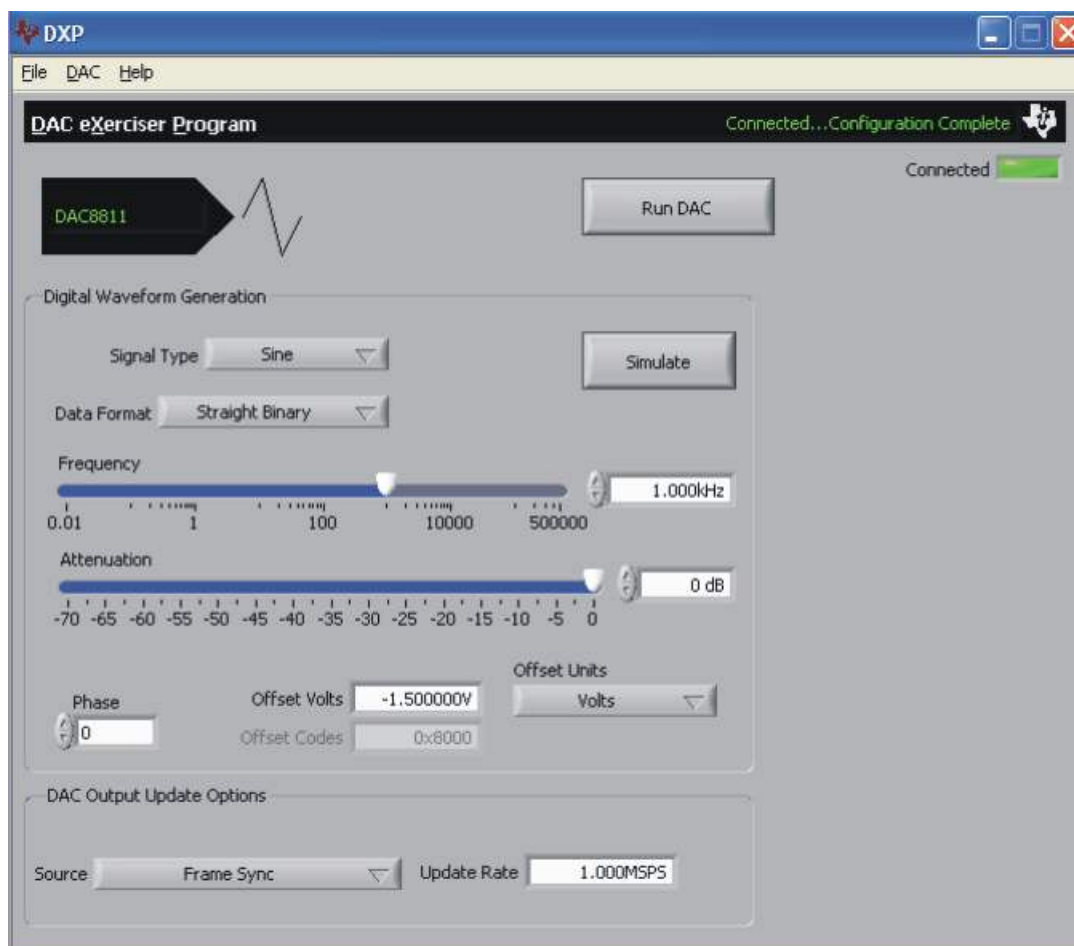 DXP
File DAC Help
DAC eXerciser Program Connected...Configuration Complete
Connected
DAC8811 Run DAC
Digital Waveform Generation
Signal Type Sine Simulate
Data Format Straight Binary
Frequency
1.000kHz
0.01 1 100 10000 500000
Attenuation
0 dB
-70 -65 -60 -55 -50 -45 -40 -35 -30 -25 -20 -15 -10 -5 0
Offset Units
Phase Offset Volts -1.500000V Volts
0 Offset Codes 0x8000
DAC Output Update Options
Source Frame Sync Update Rate 1.000MSPS